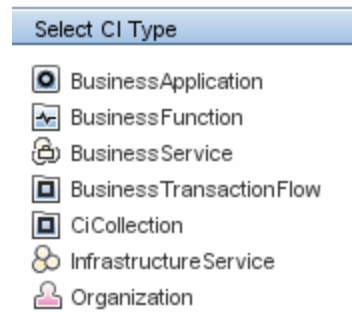 Select CI Type
BusinessApplication
BusinessFunction
BusinessService
BusinessTransactionFlow
CiCollection
InfrastructureService
Organization